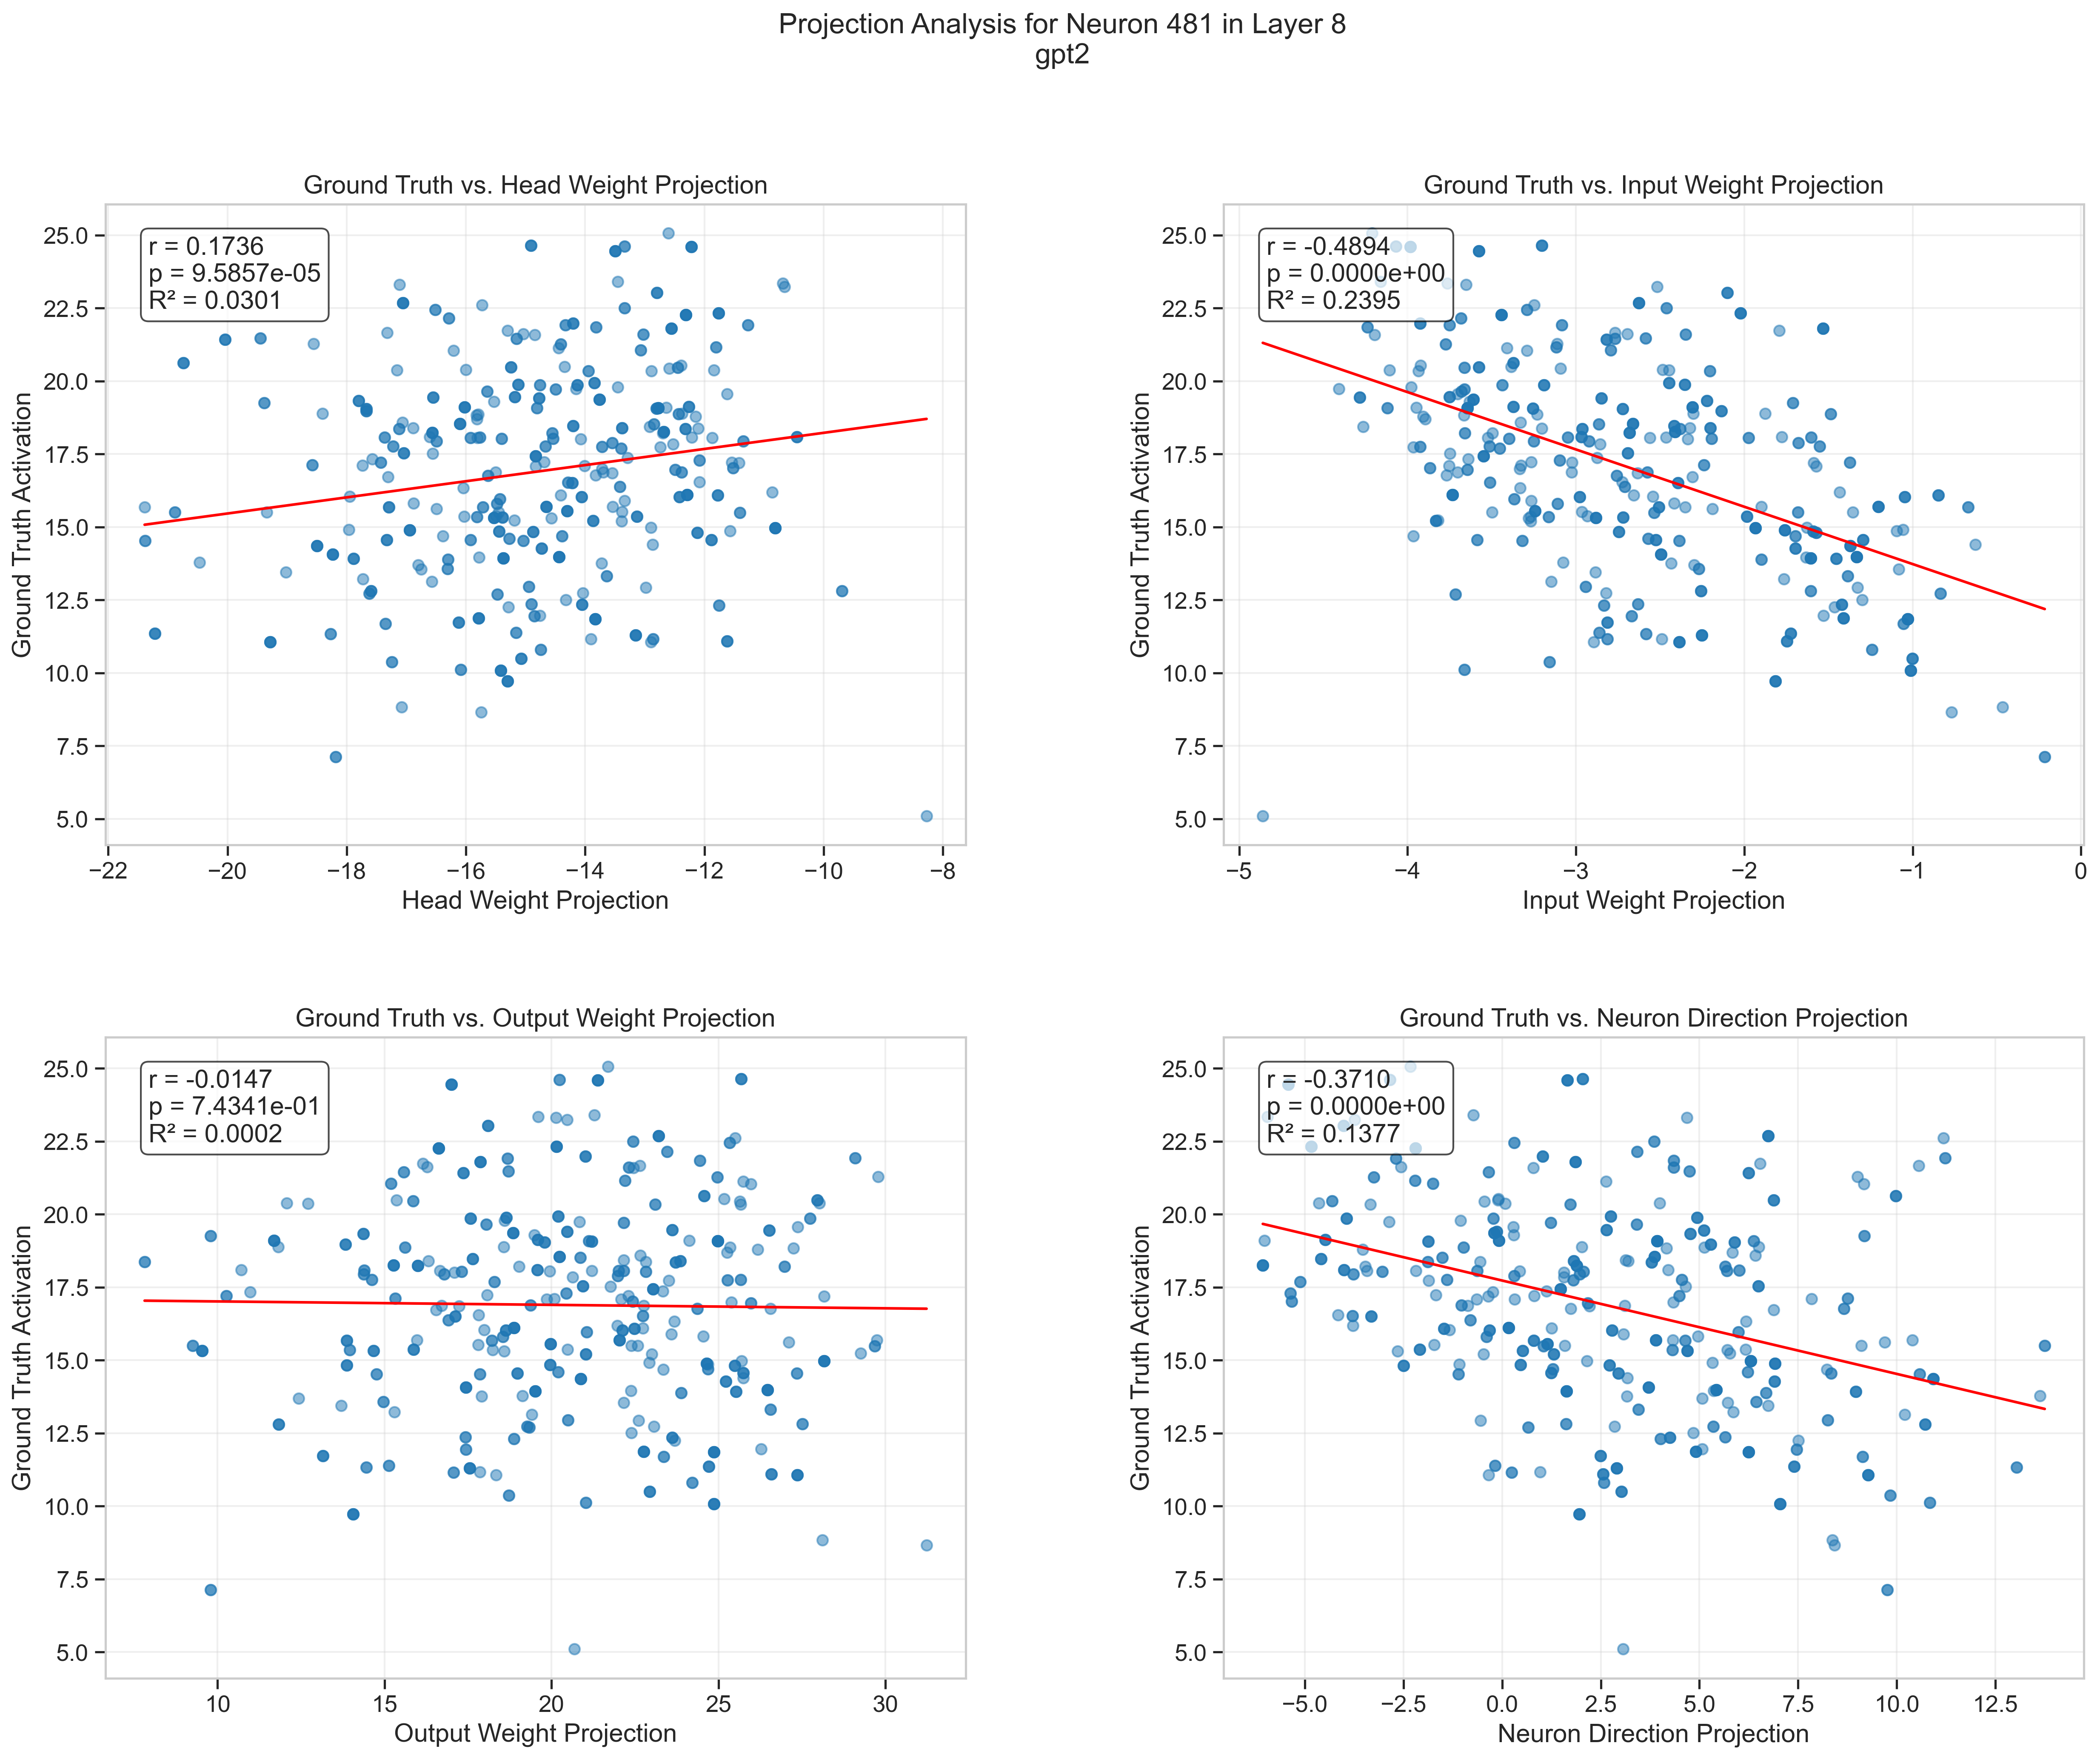 Projection Analysis for Neuron 481 in Layer 8
gpt2
Ground Truth vs. Head Weight Projection
r = 0.1736
p = 9.5857e-05
R² = 0.0301
25.0
22.5
20.0
17.5
15.0
12.5
10.0
7.5
5.0
Ground Truth Activation
−22 −20 −18 −16 −14 −12 −10 −8
Head Weight Projection
Ground Truth vs. Input Weight Projection
r = -0.4894
p = 0.0000e+00
R² = 0.2395
25.0
22.5
20.0
17.5
15.0
12.5
10.0
7.5
5.0
Ground Truth Activation
−5 −4 −3 −2 −1 0
Input Weight Projection
Ground Truth vs. Output Weight Projection
r = -0.0147
p = 7.4341e-01
R² = 0.0002
25.0
22.5
20.0
17.5
15.0
12.5
10.0
7.5
5.0
Ground Truth Activation
10 15 20 25 30
Output Weight Projection
Ground Truth vs. Neuron Direction Projection
r = -0.3710
p = 0.0000e+00
R² = 0.1377
25.0
22.5
20.0
17.5
15.0
12.5
10.0
7.5
5.0
Ground Truth Activation
−5.0 −2.5 0.0 2.5 5.0 7.5 10.0 12.5
Neuron Direction Projection